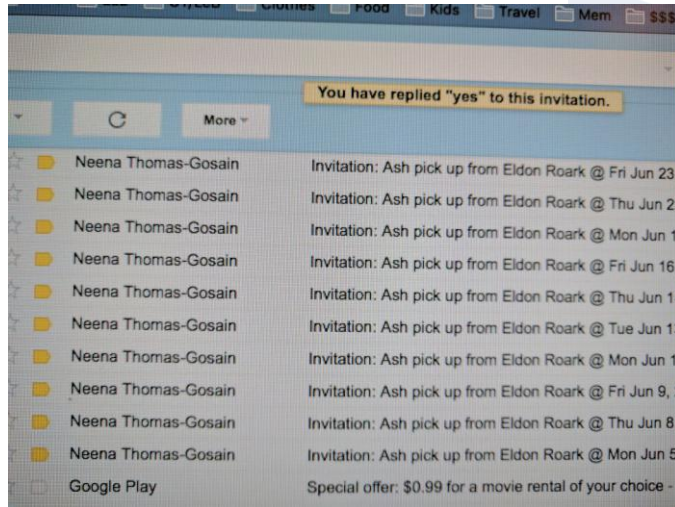 Food Kids Travel Mem $$$
You have replied "yes" to this invitation.
More
Neena Thomas-Gosain Invitation: Ash pick up from Eldon Roark @ Fri Jun 23
Neena Thomas-Gosain Invitation: Ash pick up from Eldon Roark @ Thu Jun 2
Neena Thomas-Gosain Invitation: Ash pick up from Eldon Roark @ Mon Jun 1
Neena Thomas-Gosain Invitation: Ash pick up from Eldon Roark @ Fri Jun 16
Neena Thomas-Gosain Invitation: Ash pick up from Eldon Roark @ Thu Jun 1
Neena Thomas-Gosain Invitation: Ash pick up from Eldon Roark @ Tue Jun 1
Neena Thomas-Gosain Invitation: Ash pick up from Eldon Roark @ Mon Jun 1
Neena Thomas-Gosain Invitation: Ash pick up from Eldon Roark @ Fri Jun 9,
Neena Thomas-Gosain Invitation: Ash pick up from Eldon Roark @ Thu Jun 8
Neena Thomas-Gosain Invitation: Ash pick up from Eldon Roark @ Mon Jun 5
Google Play Special offer: $0.99 for a movie rental of your choice -